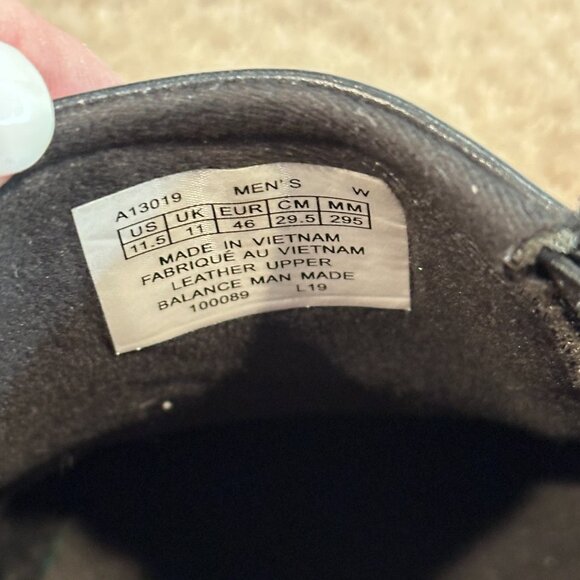 A13019 MEN'S W
US UK EUR CM MM
11.5 11 46 29.5 295
MADE IN VIETNAM
FABRIQUÉ AU VIETNAM
LEATHER UPPER
BALANCE MAN MADE
100089 L19